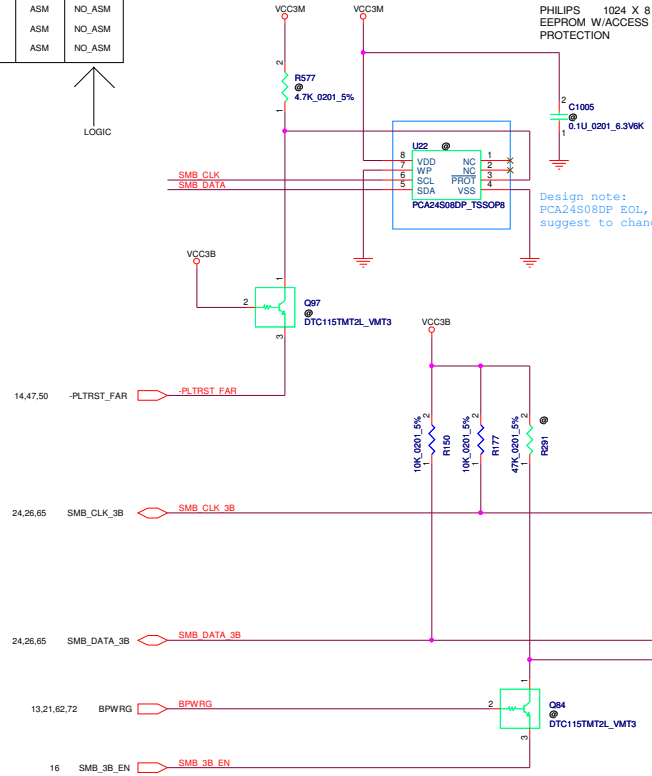 ASM NO_ASM
ASM NO_ASM
ASM NO_ASM
LOGIC
VCC3M
VCC3M
PHILIPS 1024 X 8
EEPROM W/ACCESS
PROTECTION
2
R577
@
4.7K_0201_5%
1
2
C1005
@
0.1U_0201_6.3V6K
1
U22 @
8 VDD NC 1
7 WP NC 2
6 SCL PROT 3
5 SDA VSS 4
PCA24S08DP_TSSOP8
SMB_CLK
SMB_DATA
Design note:
PCA24S08DP EOL,
suggest to chan
VCC3B
1
2
Q97
@
DTC115TMT2L_VMT3
3
VCC3B
14,47,50 -PLTRST_FAR -PLTRST_FAR
2
10K_0201_5%
R150
1
2
10K_0201_5%
R177
1
2
47K_0201_5%
@
R291
1
24,26,65 SMB_CLK_3B SMB_CLK_3B
24,26,65 SMB_DATA_3B SMB_DATA_3B
13,21,62,72 BPWRG BPWRG
1
2
Q84
@
DTC115TMT2L_VMT3
3
16 SMB_3B_EN SMB_3B_EN